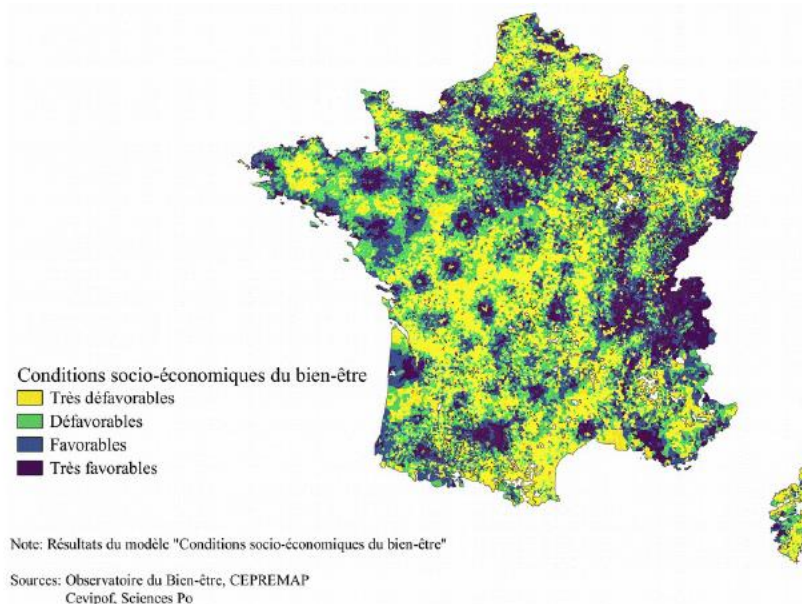 Conditions socio-économiques du bien-être
Très défavorables
Défavorables
Favorables
Très favorables
Note: Résultats du modèle "Conditions socio-économiques du bien-être"
Sources: Observatoire du Bien-être, CEPREMAP
Cevipof, Sciences Po